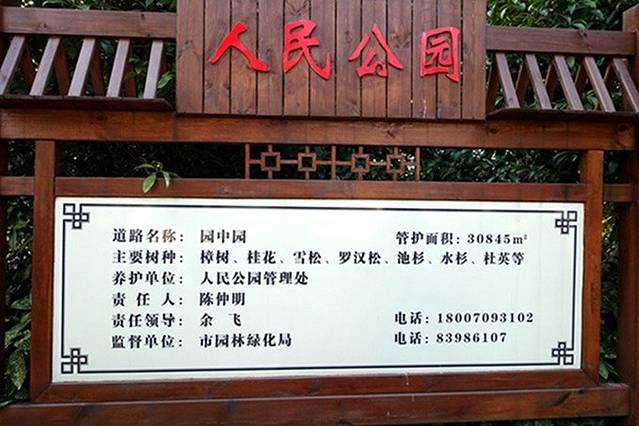 人民公园
道路名称：园中园 管护面积：30845m²
主要树种：樟树、桂花、雪松、罗汉松、池杉、水杉、杜英等
养护单位：人民公园管理处
责 任 人：陈仲明
责任领导：余 飞 电话：18007093102
监督单位：市园林绿化局 电话：83986107